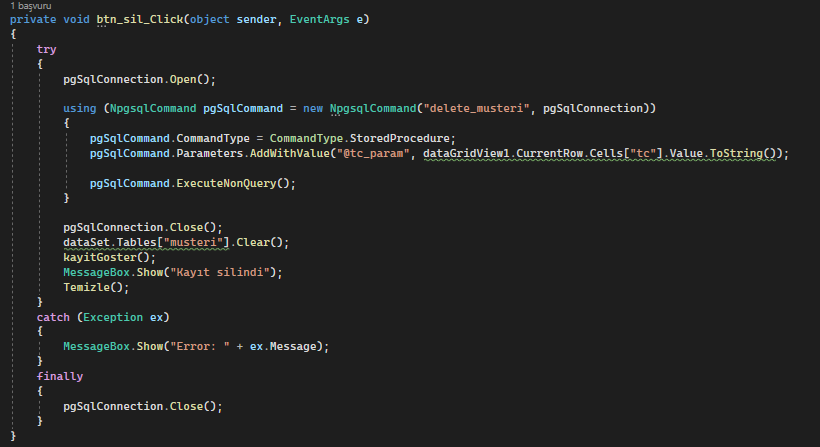 1 başvuru
private void btn_sil_Click(object sender, EventArgs e)
{
try
{
pgSqlConnection.Open();
using (NpgsqlCommand pgSqlCommand = new NpgsqlCommand("delete_musteri", pgSqlConnection))
{
pgSqlCommand.CommandType = CommandType.StoredProcedure;
pgSqlCommand.Parameters.AddWithValue("@tc_param", dataGridView1.CurrentRow.Cells["tc"].Value.ToString());
pgSqlCommand.ExecuteNonQuery();
}
pgSqlConnection.Close();
dataSet.Tables["musteri"].Clear();
kayitGoster();
MessageBox.Show("Kayıt silindi");
Temizle();
}
catch (Exception ex)
{
MessageBox.Show("Error: " + ex.Message);
}
finally
{
pgSqlConnection.Close();
}
}